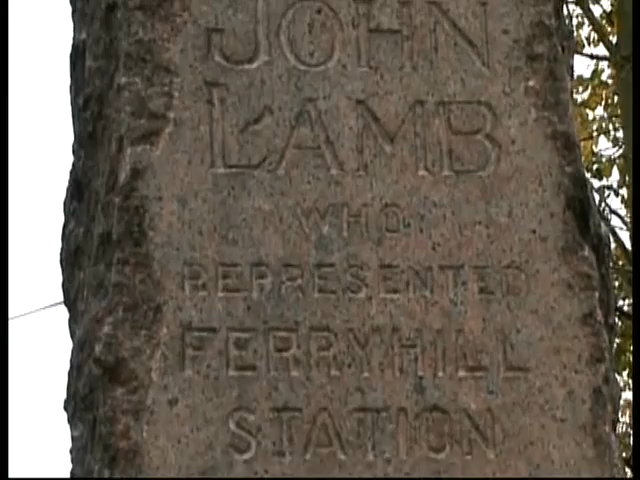 JOHN
LAMB
WHO
REPRESENTED
FERRYHILL
STATION